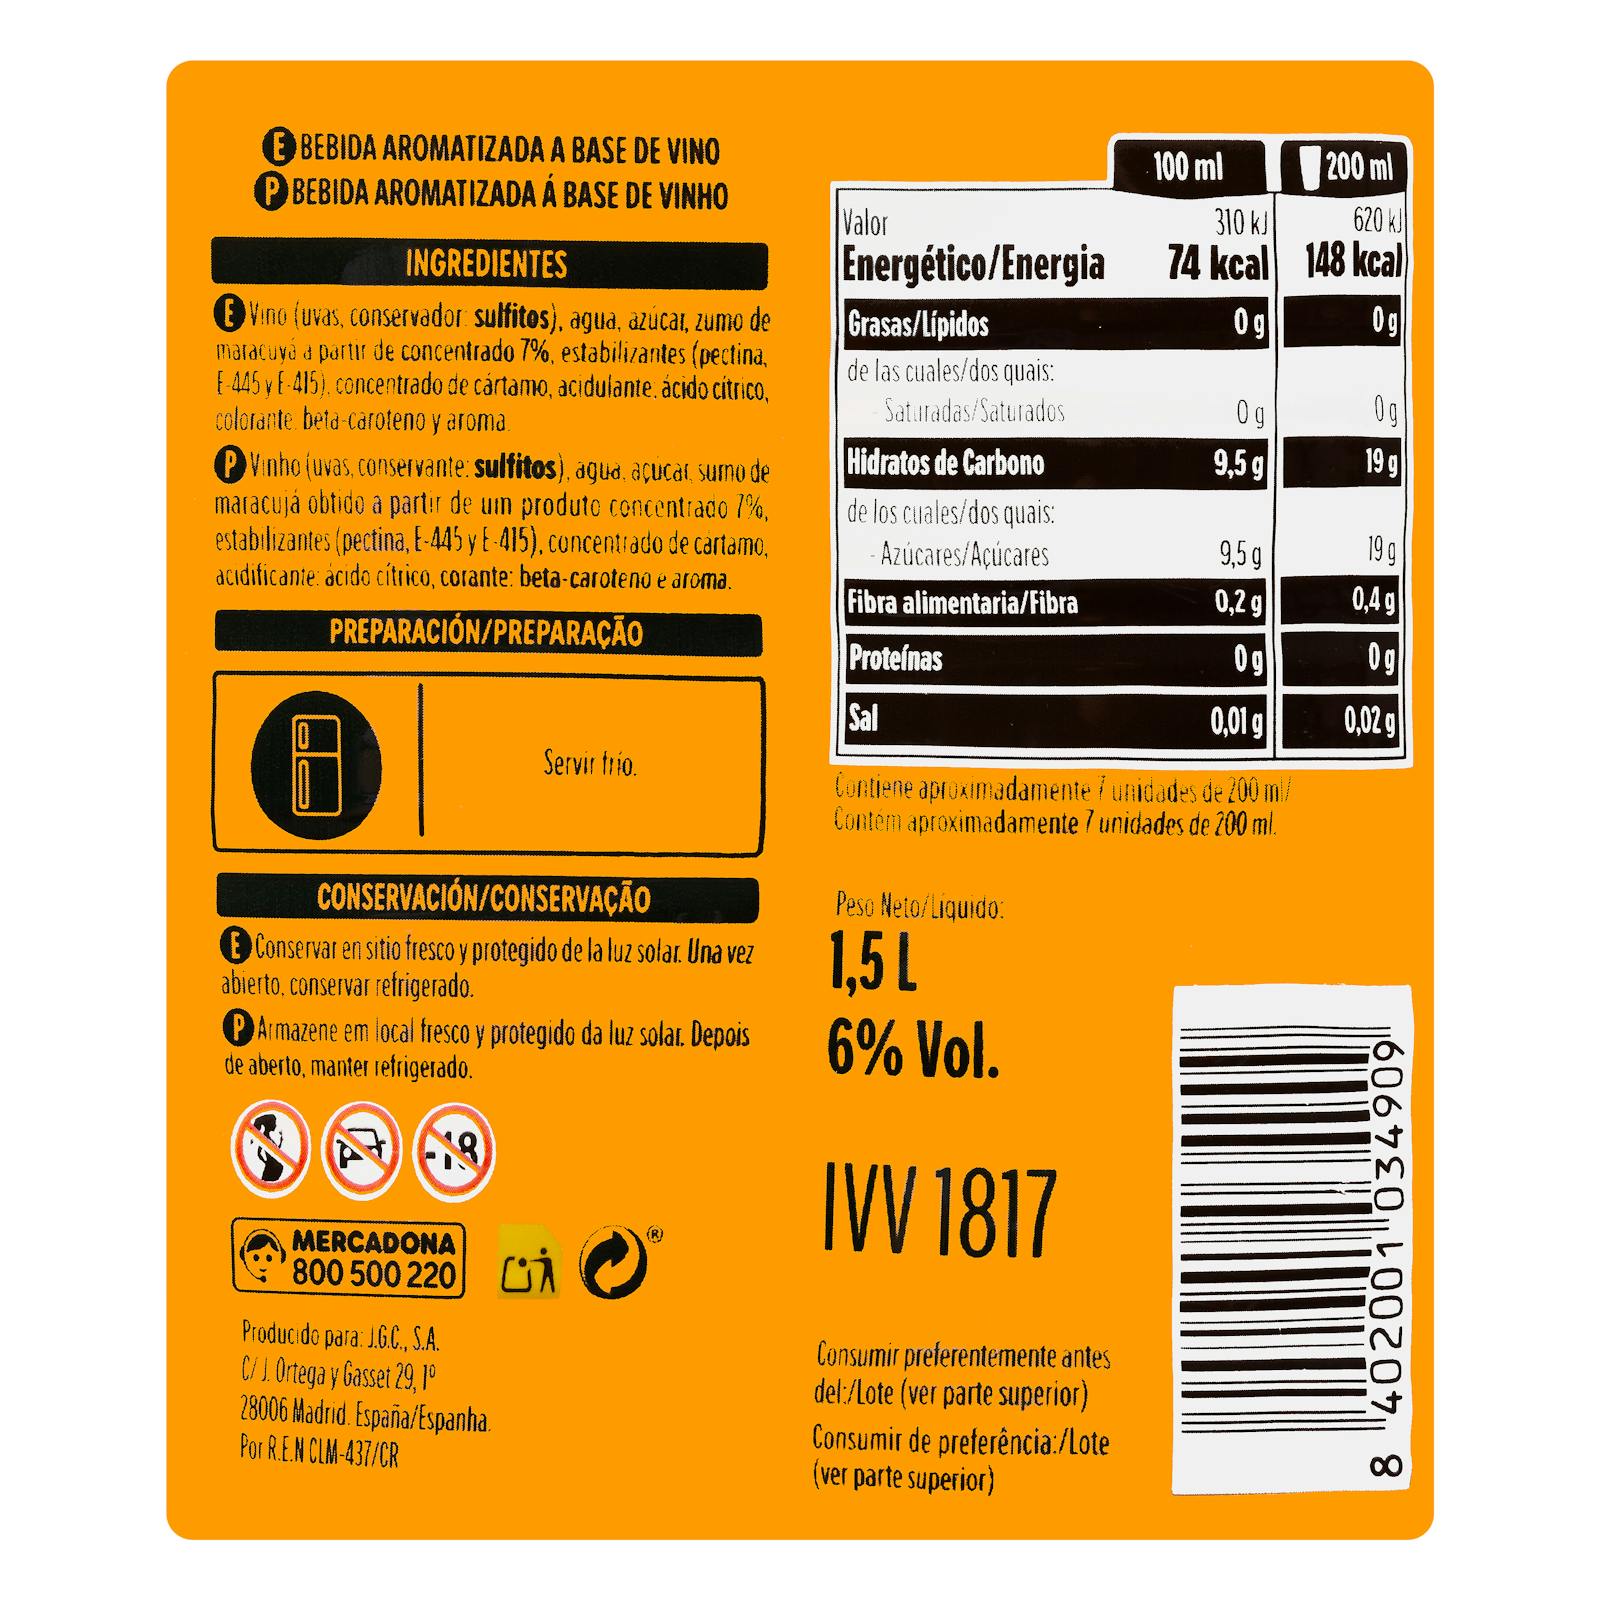 E BEBIDA AROMATIZADA A BASE DE VINO
P BEBIDA AROMATIZADA Á BASE DE VINHO
INGREDIENTES
E Vino (uvas, conservador: sulfitos), agua, azúcar, zumo de
maracuyá a partir de concentrado 7%, estabilizantes (pectina,
E-445 y E-415), concentrado de cártamo, acidulante: ácido cítrico,
colorante: beta-caroteno y aroma.
P Vinho (uvas, conservante: sulfitos), agua, açúcar, sumo de
maracujá obtido a partir de um produto concentrado 7%,
estabilizantes (pectina, E-445 y E-415), concentrado de cártamo,
acidificante: ácido cítrico, corante: beta-caroteno e aroma.
PREPARACIÓN/PREPARAÇÃO
Servir frío.
CONSERVACIÓN/CONSERVAÇÃO
E Conservar en sitio fresco y protegido de la luz solar. Una vez
abierto, conservar refrigerado.
P Armazene em local fresco y protegido da luz solar. Depois
de aberto, manter refrigerado.
-18
MERCADONA
800 500 220
®
Producido para: J.G.C., S.A.
C/ J. Ortega y Gasset 29, 1º
28006 Madrid. España/Espanha.
Por R.E.N CLM-437/CR
100 ml 200 ml
Valor 310 kJ 620 kJ
Energético/Energia 74 kcal 148 kcal
Grasas/Lípidos 0 g 0 g
de las cuales/dos quais:
- Saturadas/Saturados 0 g 0 g
Hidratos de Carbono 9,5 g 19 g
de los cuales/dos quais:
- Azúcares/Açúcares 9,5 g 19 g
Fibra alimentaria/Fibra 0,2 g 0,4 g
Proteínas 0 g 0 g
Sal 0,01 g 0,02 g
Contiene aproximadamente 7 unidades de 200 ml/
Contém aproximadamente 7 unidades de 200 ml.
Peso Neto/Líquido:
1,5 L
6% Vol.
IVV 1817
Consumir preferentemente antes
del:/Lote (ver parte superior)
Consumir de preferência:/Lote
(ver parte superior)
8 402001 034909